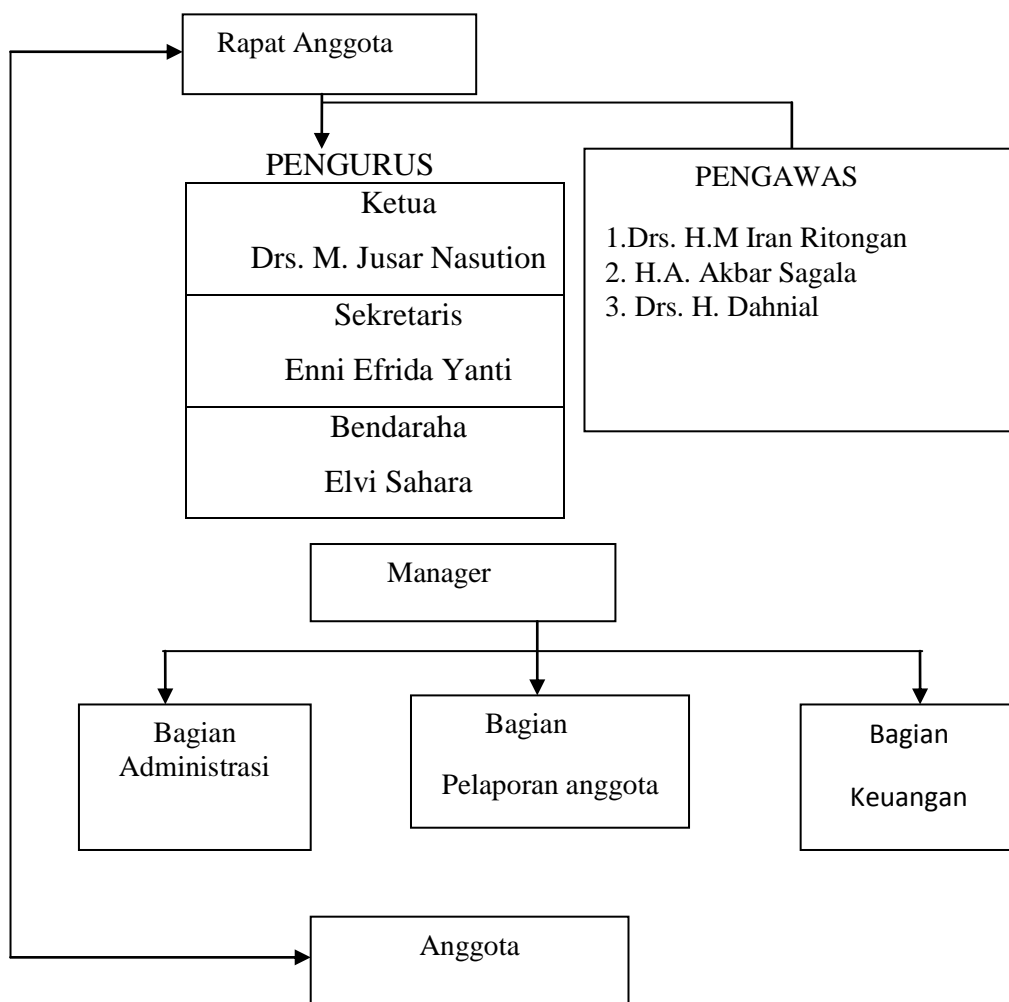 Rapat Anggota
PENGURUS
Ketua
Drs. M. Jusar Nasution
Sekretaris
Enni Efrida Yanti
Bendaraha
Elvi Sahara
PENGAWAS
1.Drs. H.M Iran Ritongan
2. H.A. Akbar Sagala
3. Drs. H. Dahnial
Manager
Bagian
Administrasi
Bagian
Pelaporan anggota
Bagian
Keuangan
Anggota